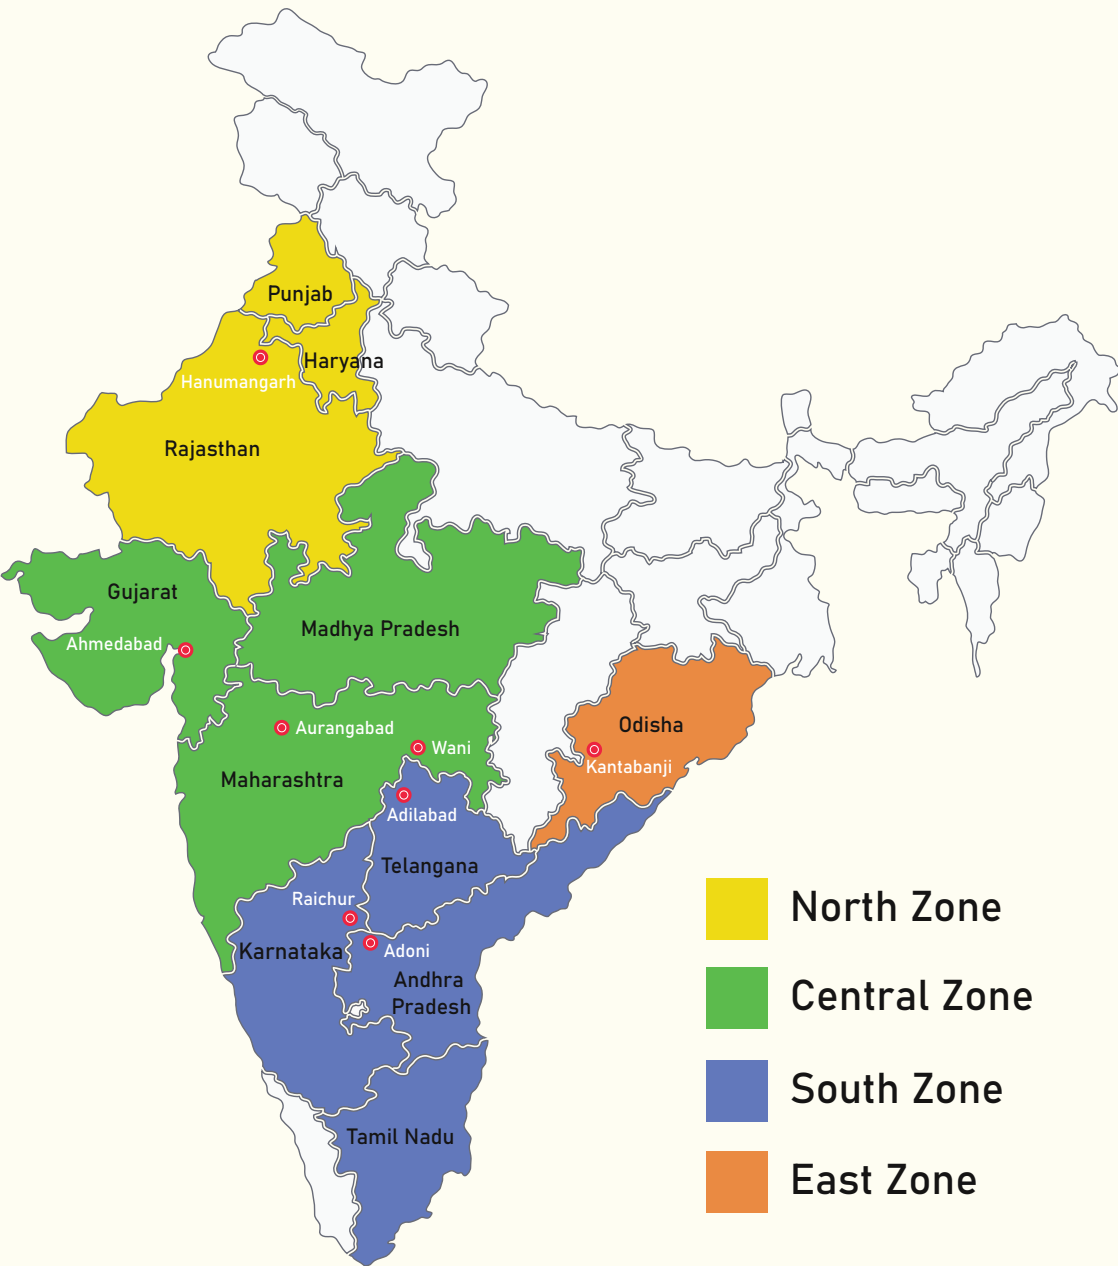 Punjab
Haryana
Hanumangarh
Rajasthan
Gujarat
Madhya Pradesh
Ahmedabad
Aurangabad
Odisha
Wani
Kantabanji
Maharashtra
Adilabad
Telangana
Raichur
Karnataka
Adoni
Andhra
Pradesh
Tamil Nadu
North Zone
Central Zone
South Zone
East Zone